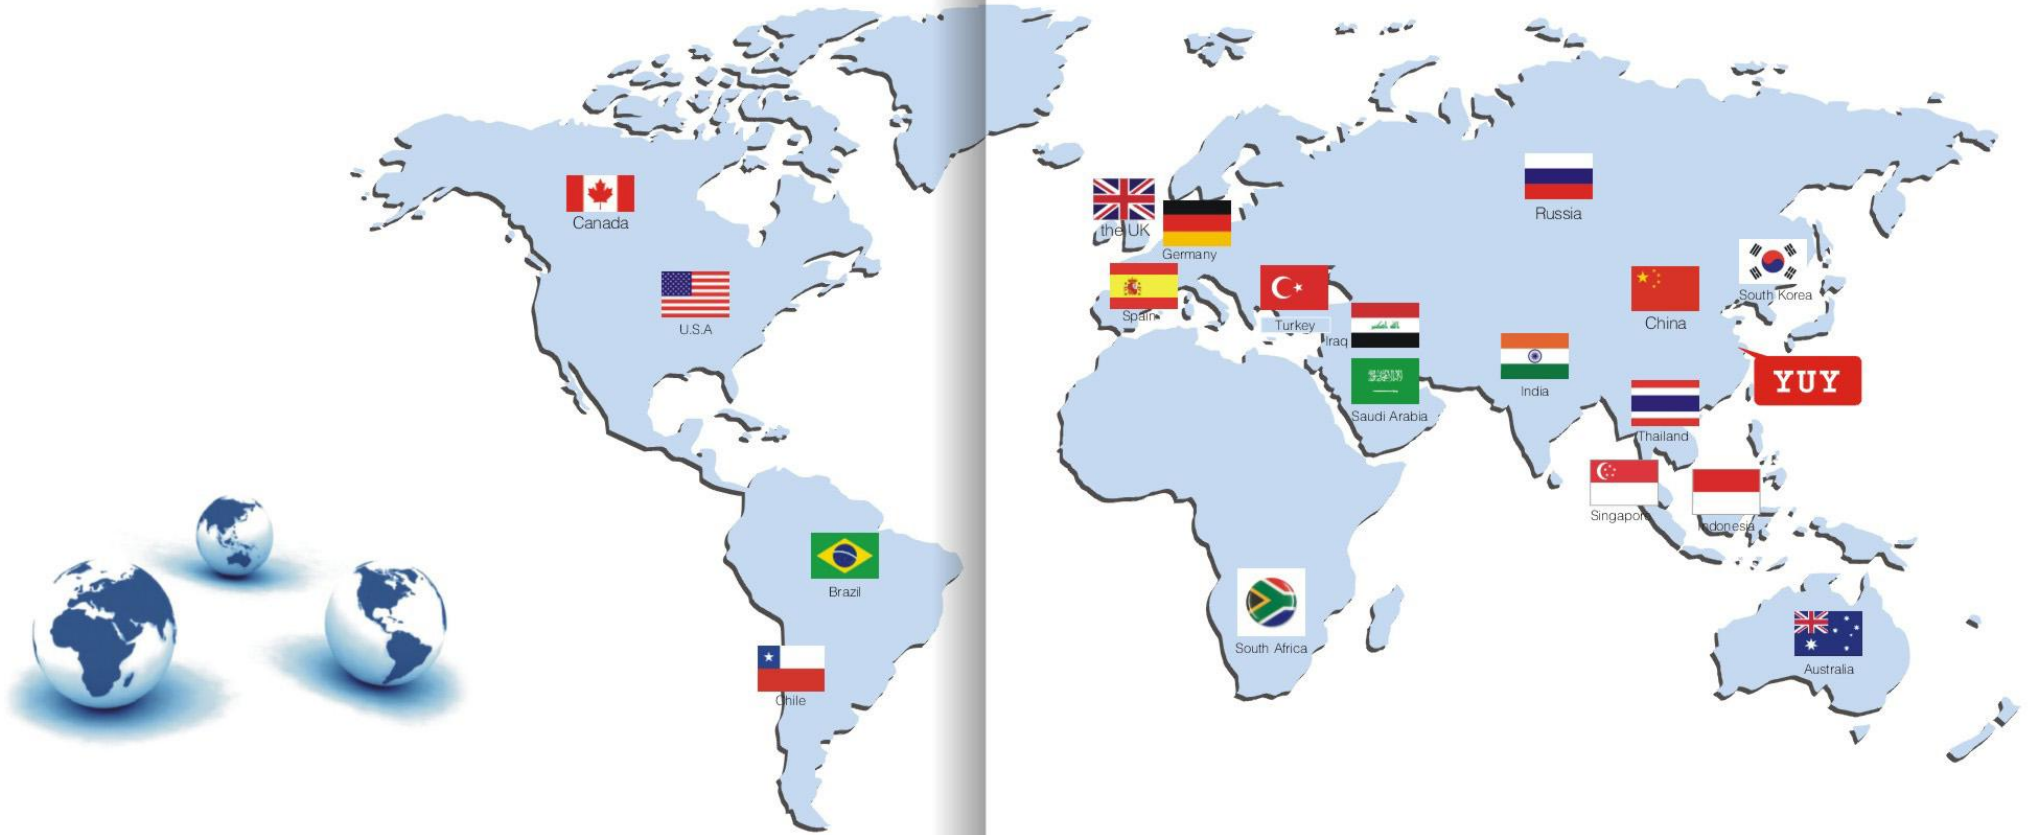 Canada
U.S.A
Brazil
Chile
the UK
Germany
Spain
Turkey
Iraq
Saudi Arabia
South Africa
Russia
South Korea
China
India
YUY
Thailand
Singapore
Indonesia
Australia